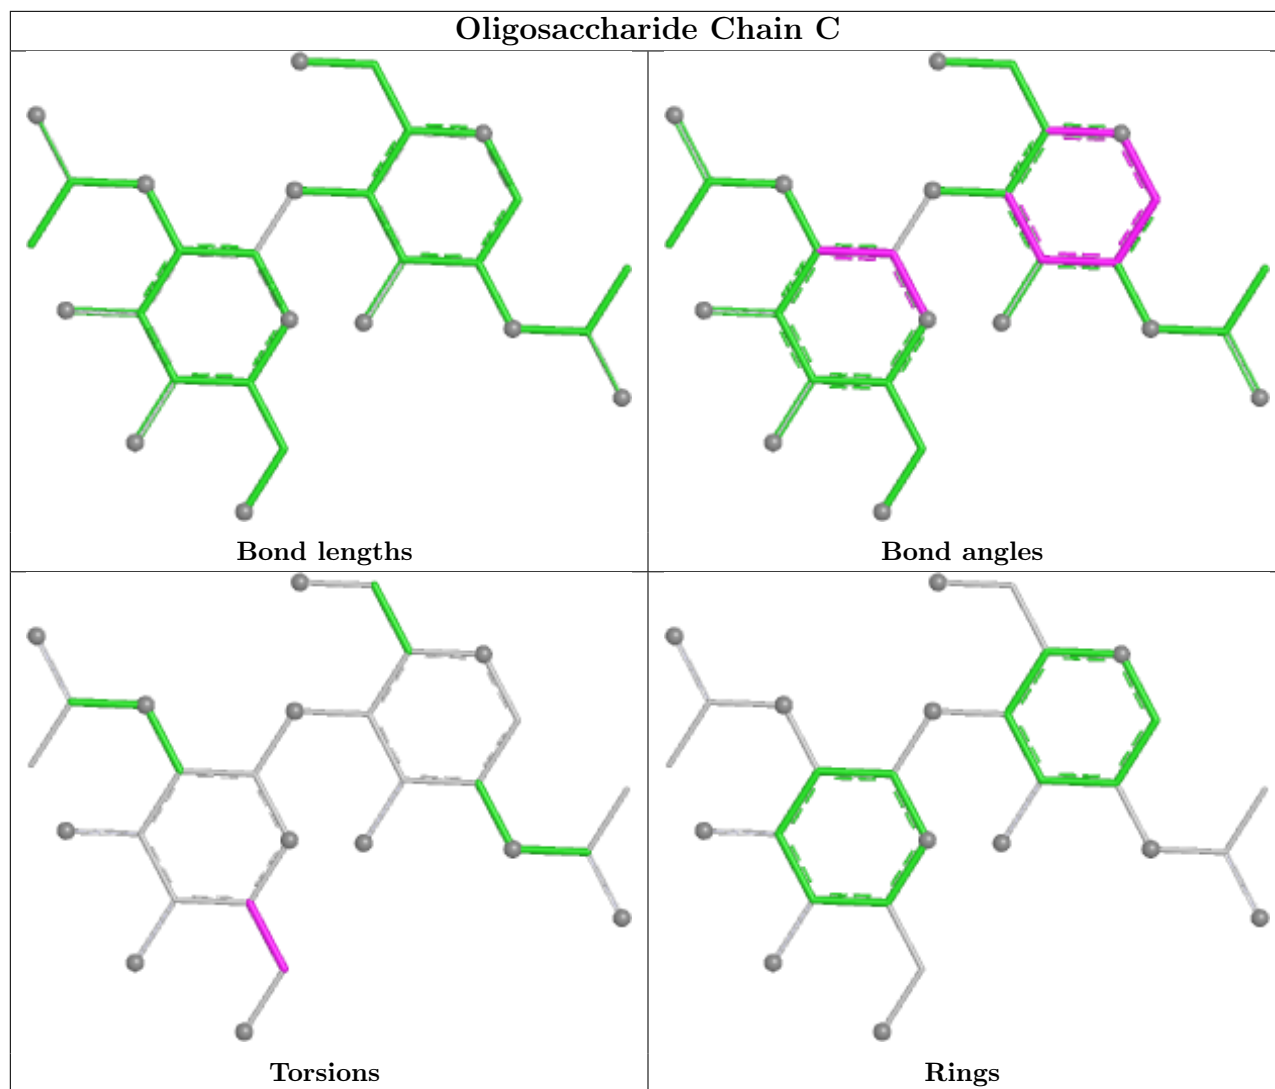 Oligosaccharide Chain C
Bond lengths
Bond angles
Torsions
Rings